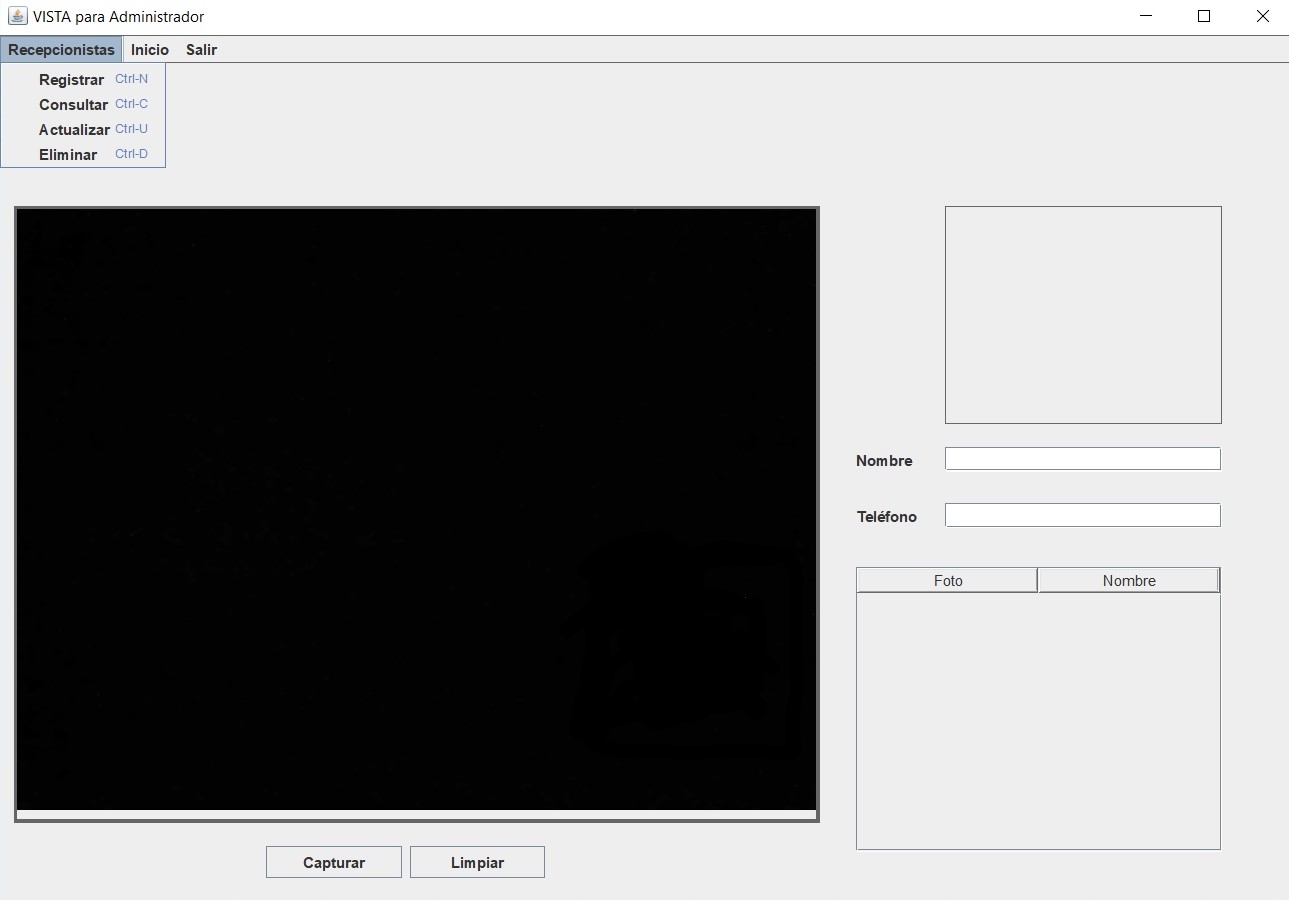 VISTA para Administrador
Recepcionistas Inicio Salir
Registrar Ctrl-N
Consultar Ctrl-C
Actualizar Ctrl-U
Eliminar Ctrl-D
Nombre
Teléfono
Foto Nombre
Capturar Limpiar